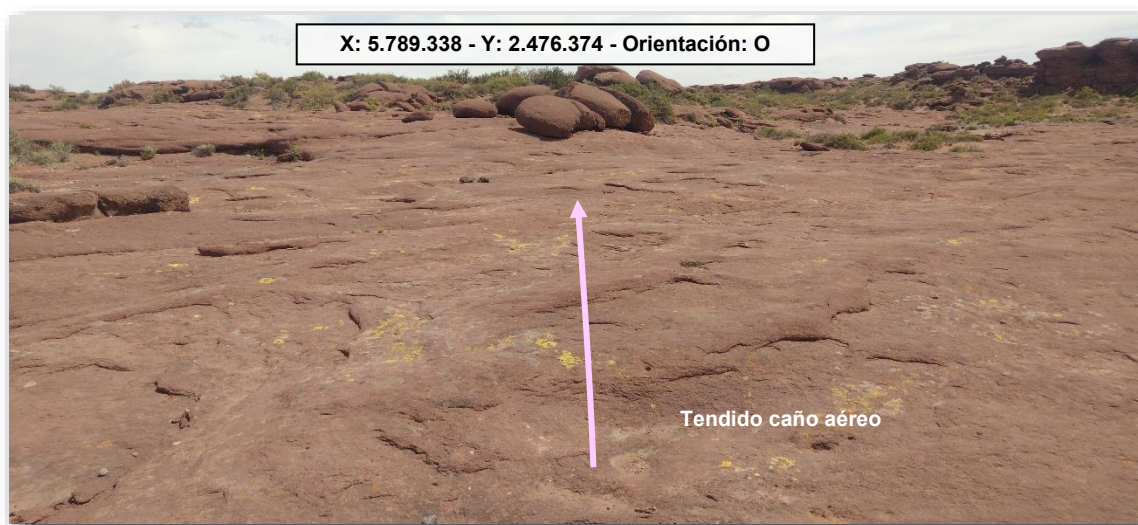 X: 5.789.338 - Y: 2.476.374 - Orientación: O
Tendido caño aéreo